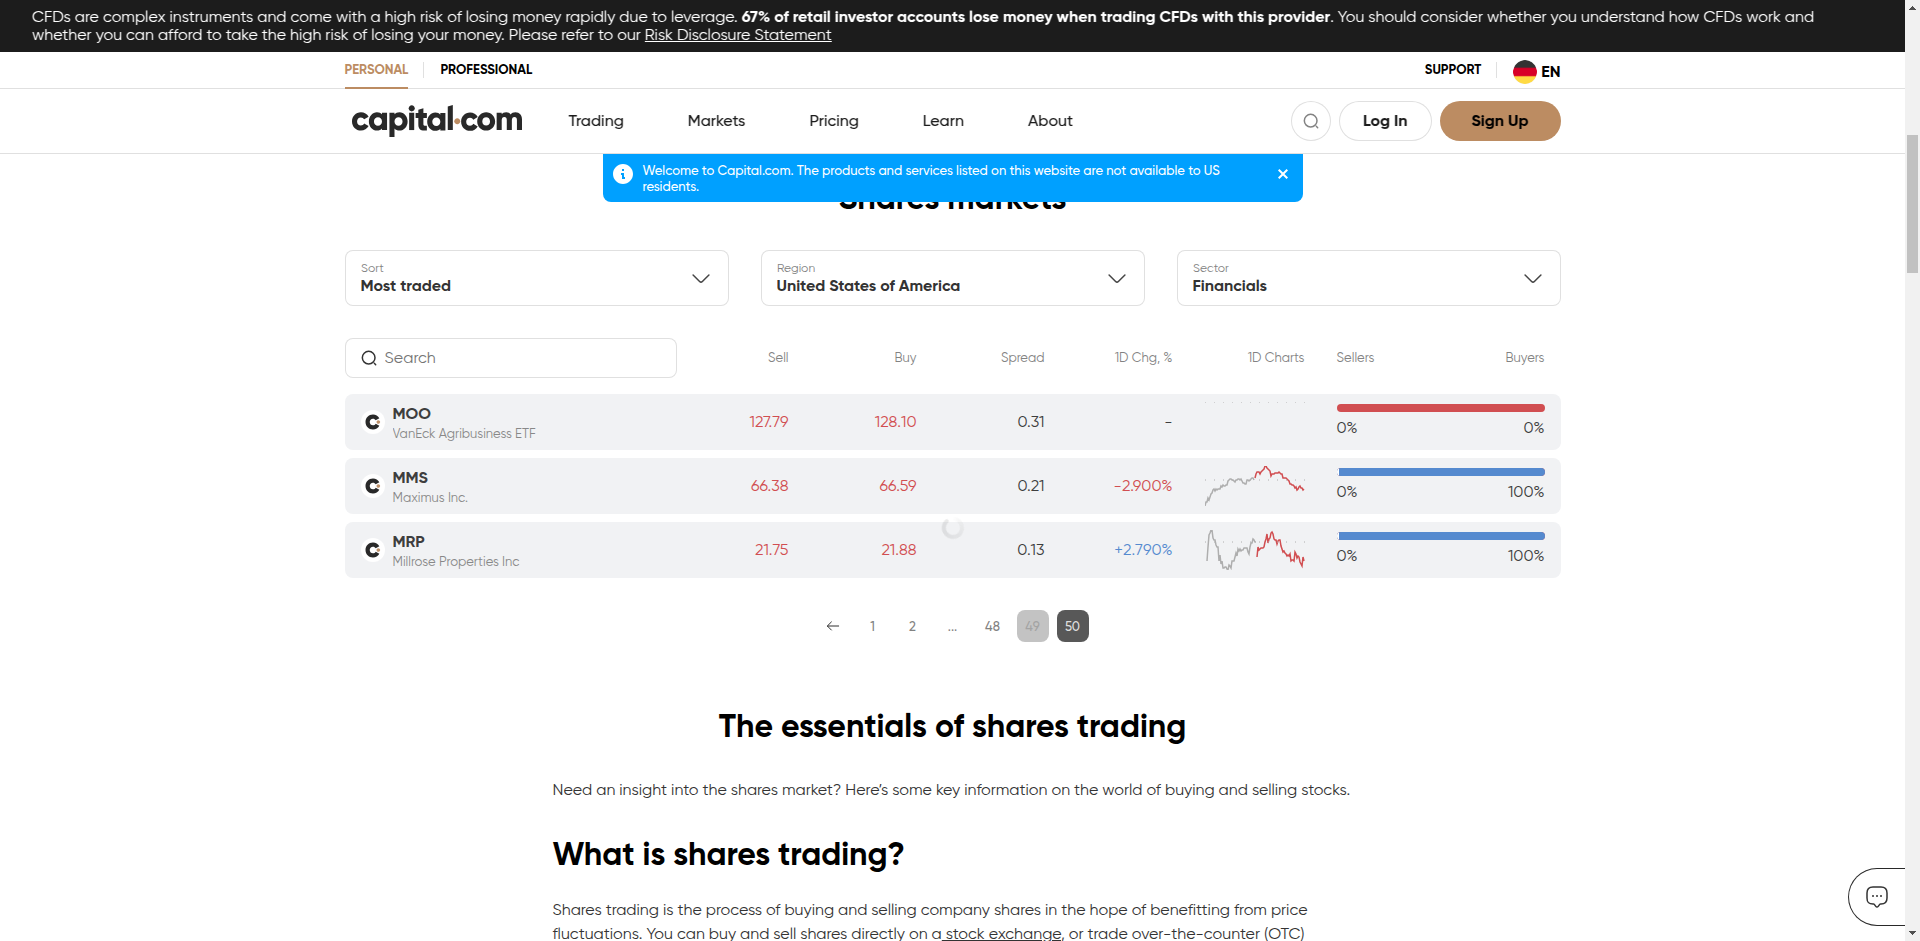 CFDs are complex instruments and come with a high risk of losing money rapidly due to leverage. 67% of retail investor accounts lose money when trading CFDs with this provider. You should consider whether you understand how CFDs work and
whether you can afford to take the high risk of losing your money. Please refer to our Risk Disclosure Statement
PERSONAL PROFESSIONAL SUPPORT EN
capital.com Trading Markets Pricing Learn About Log In Sign Up
Welcome to Capital.com. The products and services listed on this website are not available to US
residents.
Shares markets
Sort Region Sector
Most traded United States of America Financials
Search Sell Buy Spread 1D Chg, % 1D Charts Sellers Buyers
MOO
VanEck Agribusiness ETF
127.79 128.10 0.31 - 0% 0%
MMS
Maximus Inc.
66.38 66.59 0.21 -2.900% 0% 100%
MRP
Millrose Properties Inc
21.75 21.88 0.13 +2.790% 0% 100%
1 2 ... 48 49 50
The essentials of shares trading
Need an insight into the shares market? Here's some key information on the world of buying and selling stocks.
What is shares trading?
Shares trading is the process of buying and selling company shares in the hope of benefitting from price
fluctuations. You can buy and sell shares directly on a stock exchange, or trade over-the-counter (OTC)